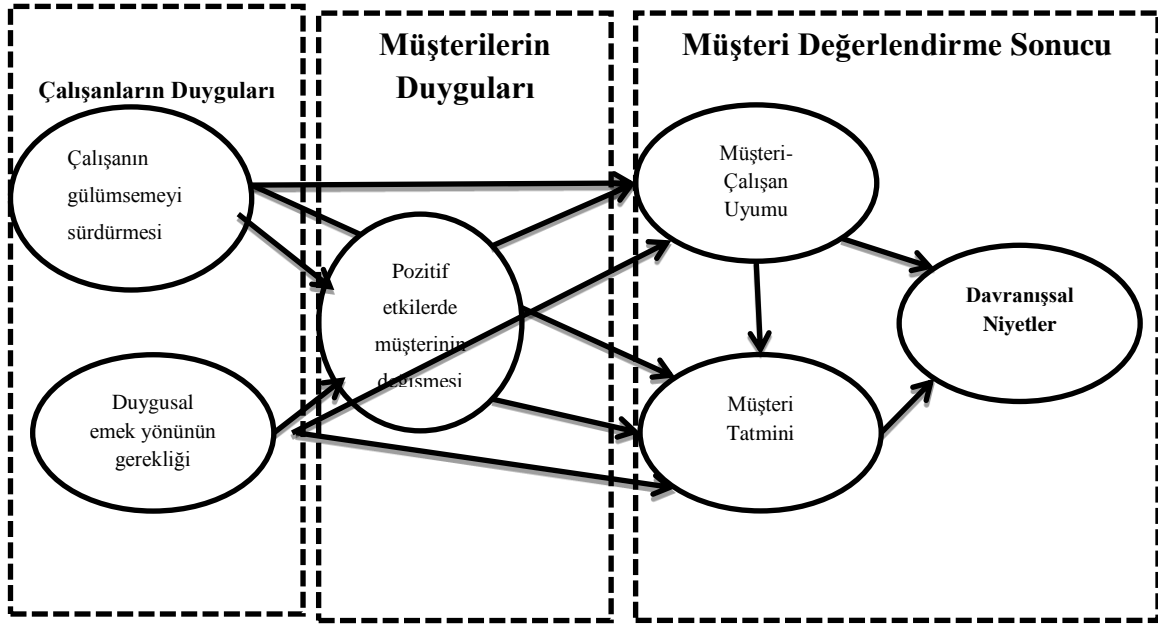 Çalışanların Duyguları
Çalışanın
gülümsemeyi
sürdürmesi
Duygusal
emek yönünün
gerekliği
Müşterilerin
Duyguları
Pozitif
etkilerde
müşterinin
değişmesi
Müşteri Değerlendirme Sonucu
Müşteri-
Çalışan
Uyumu
Müşteri
Tatmini
Davranışsal
Niyetler